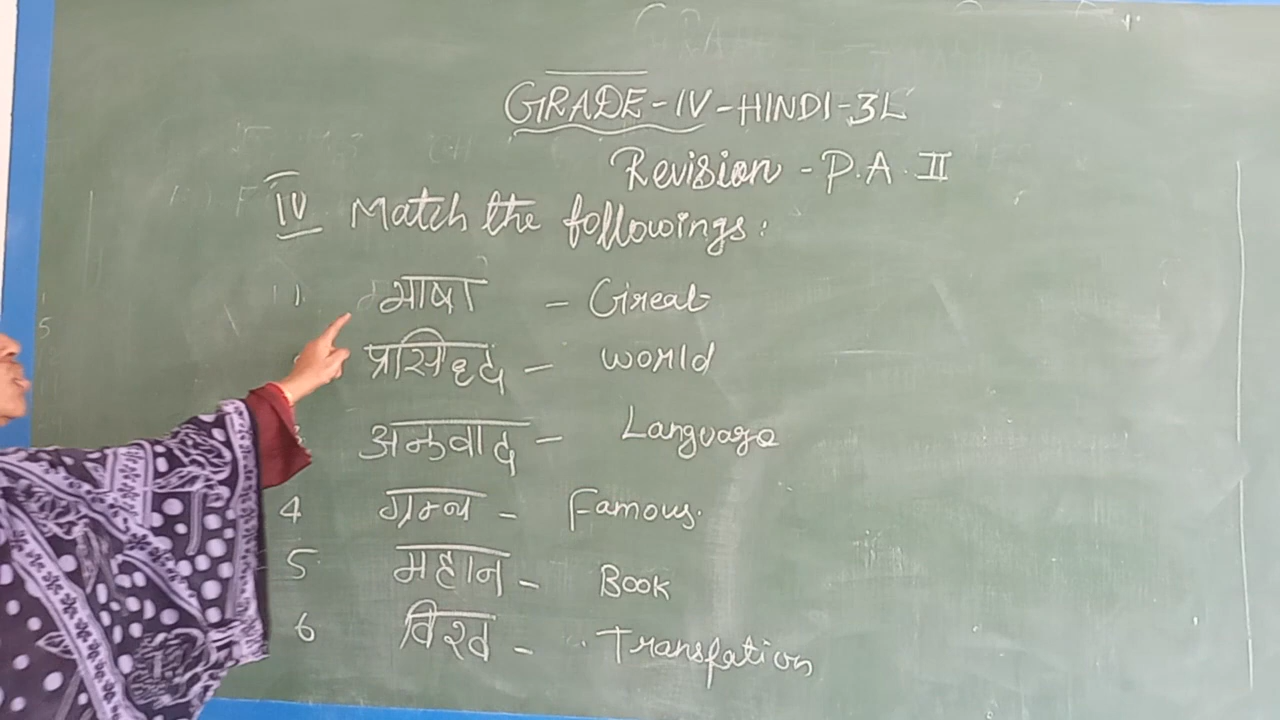 GRADE-IV-HINDI-3L
Revision - P.A. II
IV Match the followings:
1. भाषा - Great
प्रसिद्द - World
3 अनुवाद - Language
4 ग्रन्थ - Famous.
5 महान - Book
6 विश्व - Translation